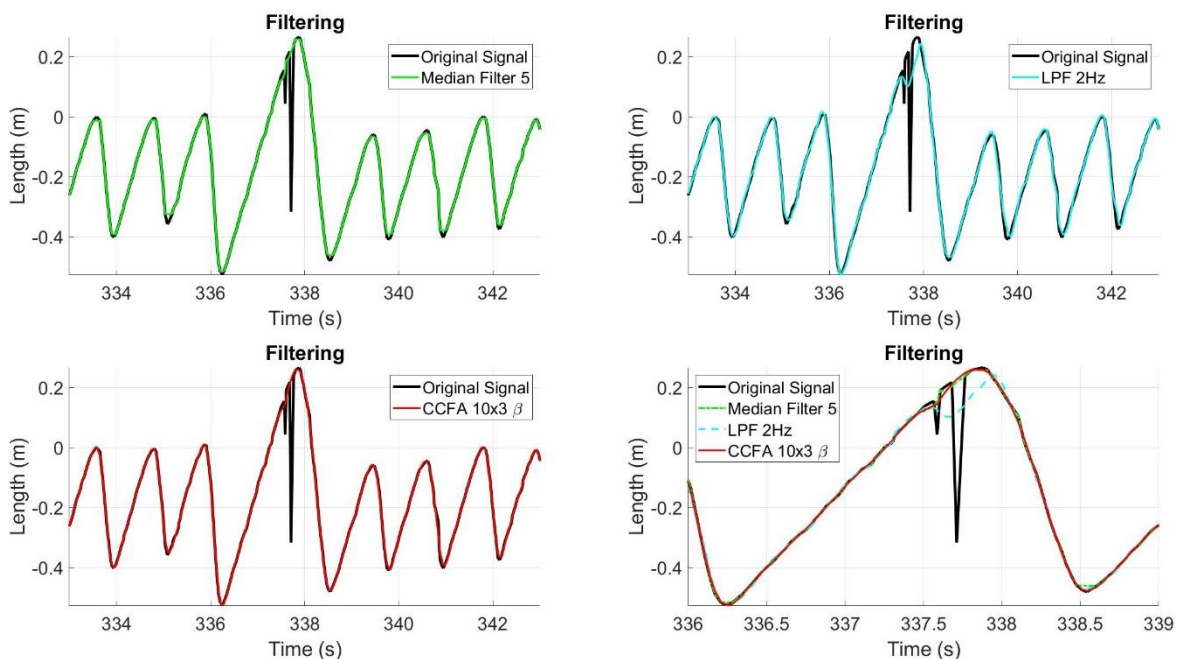 Filtering
Original Signal
Median Filter 5
Length (m)
0.2
0
-0.2
-0.4
334
336
338
340
342
Time (s)
Filtering
Original Signal
LPF 2Hz
Length (m)
0.2
0
-0.2
-0.4
334
336
338
340
342
Time (s)
Filtering
Original Signal
CCFA 10x3 β
Length (m)
0.2
0
-0.2
-0.4
334
336
338
340
342
Time (s)
Filtering
Original Signal
Median Filter 5
LPF 2Hz
CCFA 10x3 β
Length (m)
0.2
0
-0.2
-0.4
336
336.5
337
337.5
338
338.5
339
Time (s)